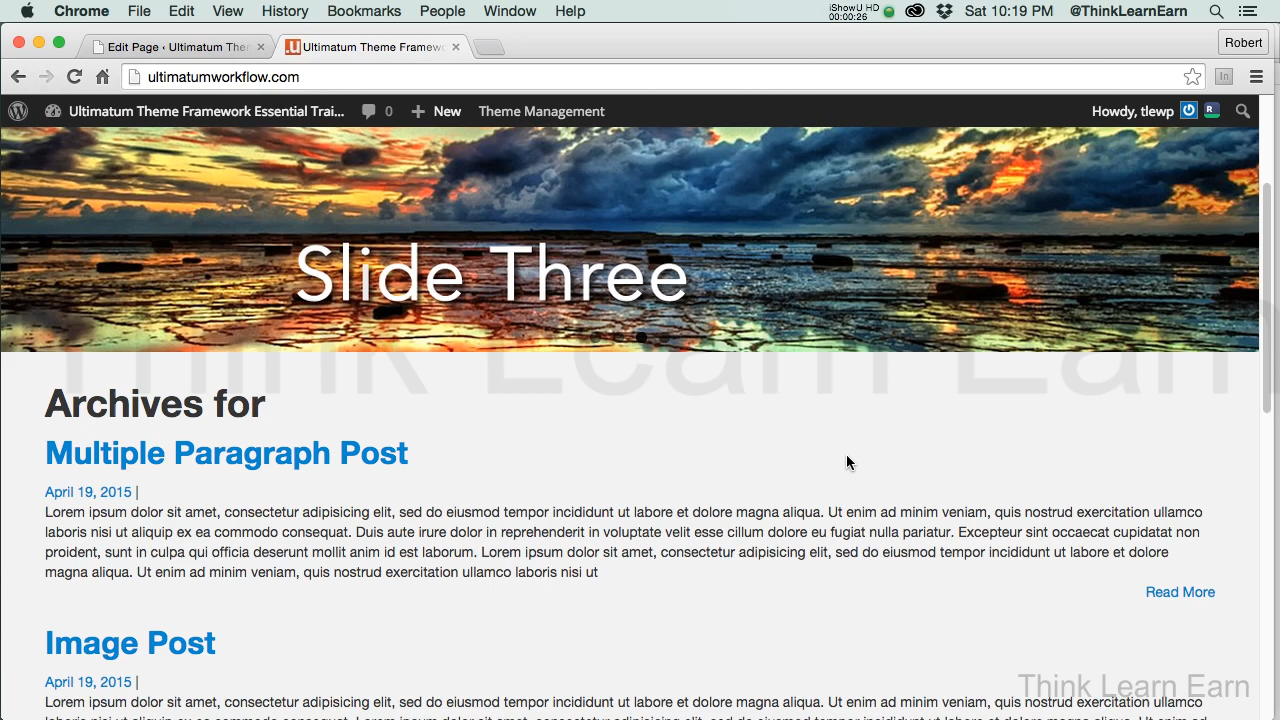 Chrome File Edit View History Bookmarks People Window Help iShowU HD 00:00:26 Sat 10:19 PM @ThinkLearnEarn
Edit Page ‹ Ultimatum Ther × Ultimatum Theme Framewo × Robert
ultimatumworkflow.com In
Ultimatum Theme Framework Essential Trai... 0 + New Theme Management Howdy, tlewp R
Slide Three
Think Learn Earn
Archives for
Multiple Paragraph Post
April 19, 2015 |
Lorem ipsum dolor sit amet, consectetur adipisicing elit, sed do eiusmod tempor incididunt ut labore et dolore magna aliqua. Ut enim ad minim veniam, quis nostrud exercitation ullamco
laboris nisi ut aliquip ex ea commodo consequat. Duis aute irure dolor in reprehenderit in voluptate velit esse cillum dolore eu fugiat nulla pariatur. Excepteur sint occaecat cupidatat non
proident, sunt in culpa qui officia deserunt mollit anim id est laborum. Lorem ipsum dolor sit amet, consectetur adipisicing elit, sed do eiusmod tempor incididunt ut labore et dolore
magna aliqua. Ut enim ad minim veniam, quis nostrud exercitation ullamco laboris nisi ut
Read More
Image Post
April 19, 2015 |
Think Learn Earn
Lorem ipsum dolor sit amet, consectetur adipisicing elit, sed do eiusmod tempor incididunt ut labore et dolore magna aliqua. Ut enim ad minim veniam, quis nostrud exercitation ullamco